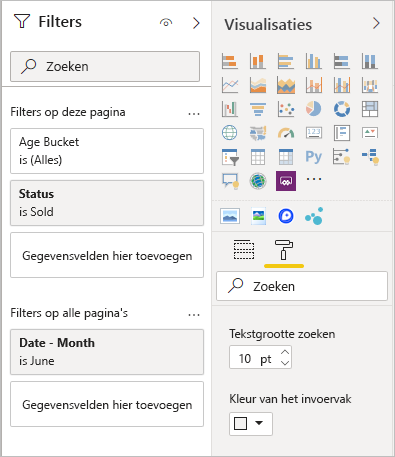 Filters
Zoeken
Filters op deze pagina
Age Bucket
is (Alles)
Status
is Sold
Gegevensvelden hier toevoegen
Filters op alle pagina's
Date - Month
is June
Gegevensvelden hier toevoegen
Visualisaties
123
Py
Zoeken
Tekstgrootte zoeken
10 pt
Kleur van het invoervak